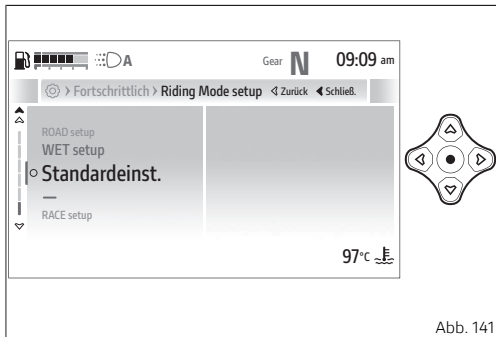 A Gear N 09:09 am
› Fortschrittlich › Riding Mode setup Zurück Schließ.
ROAD setup
WET setup
Standardeinst.
—
RACE setup
97°C
Abb. 141